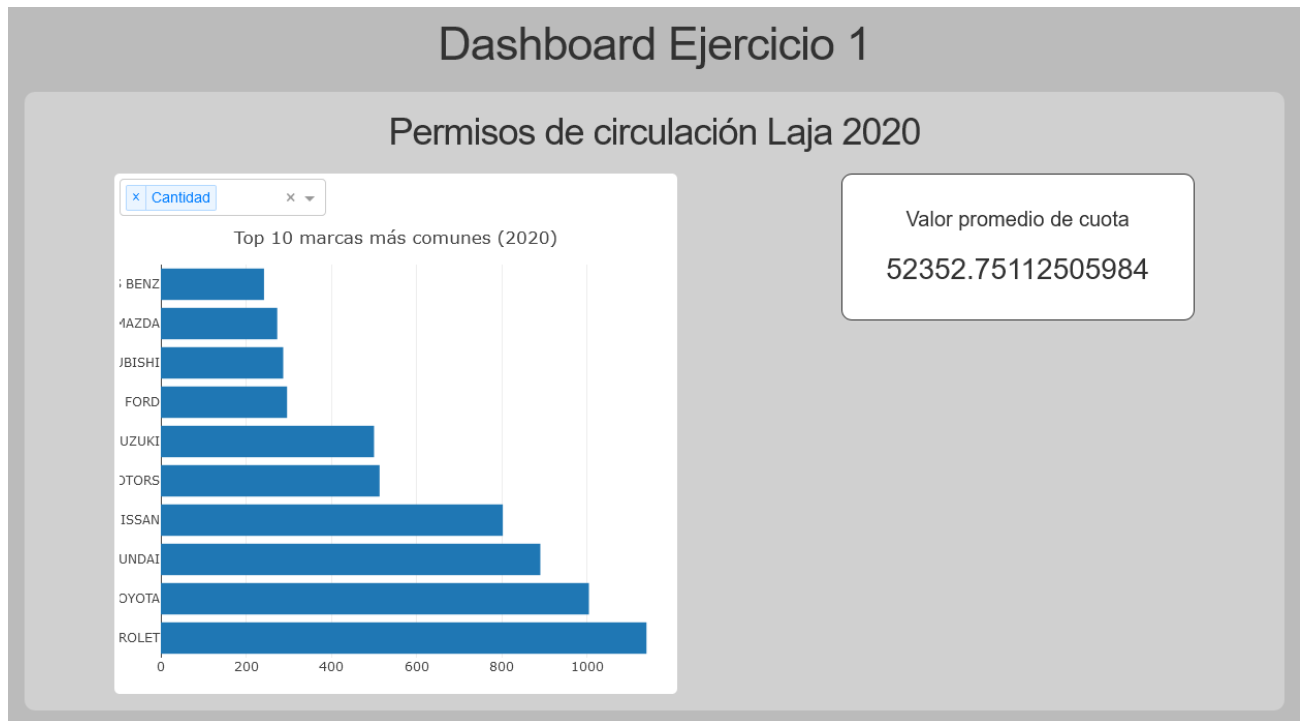 Dashboard Ejercicio 1
Permisos de circulación Laja 2020
× Cantidad × 
Top 10 marcas más comunes (2020)
S BENZ
MAZDA
UBISHI
FORD
UZUKI
OTORS
ISSAN
UNDAI
OYOTA
ROLET
0 200 400 600 800 1000
Valor promedio de cuota
52352.75112505984